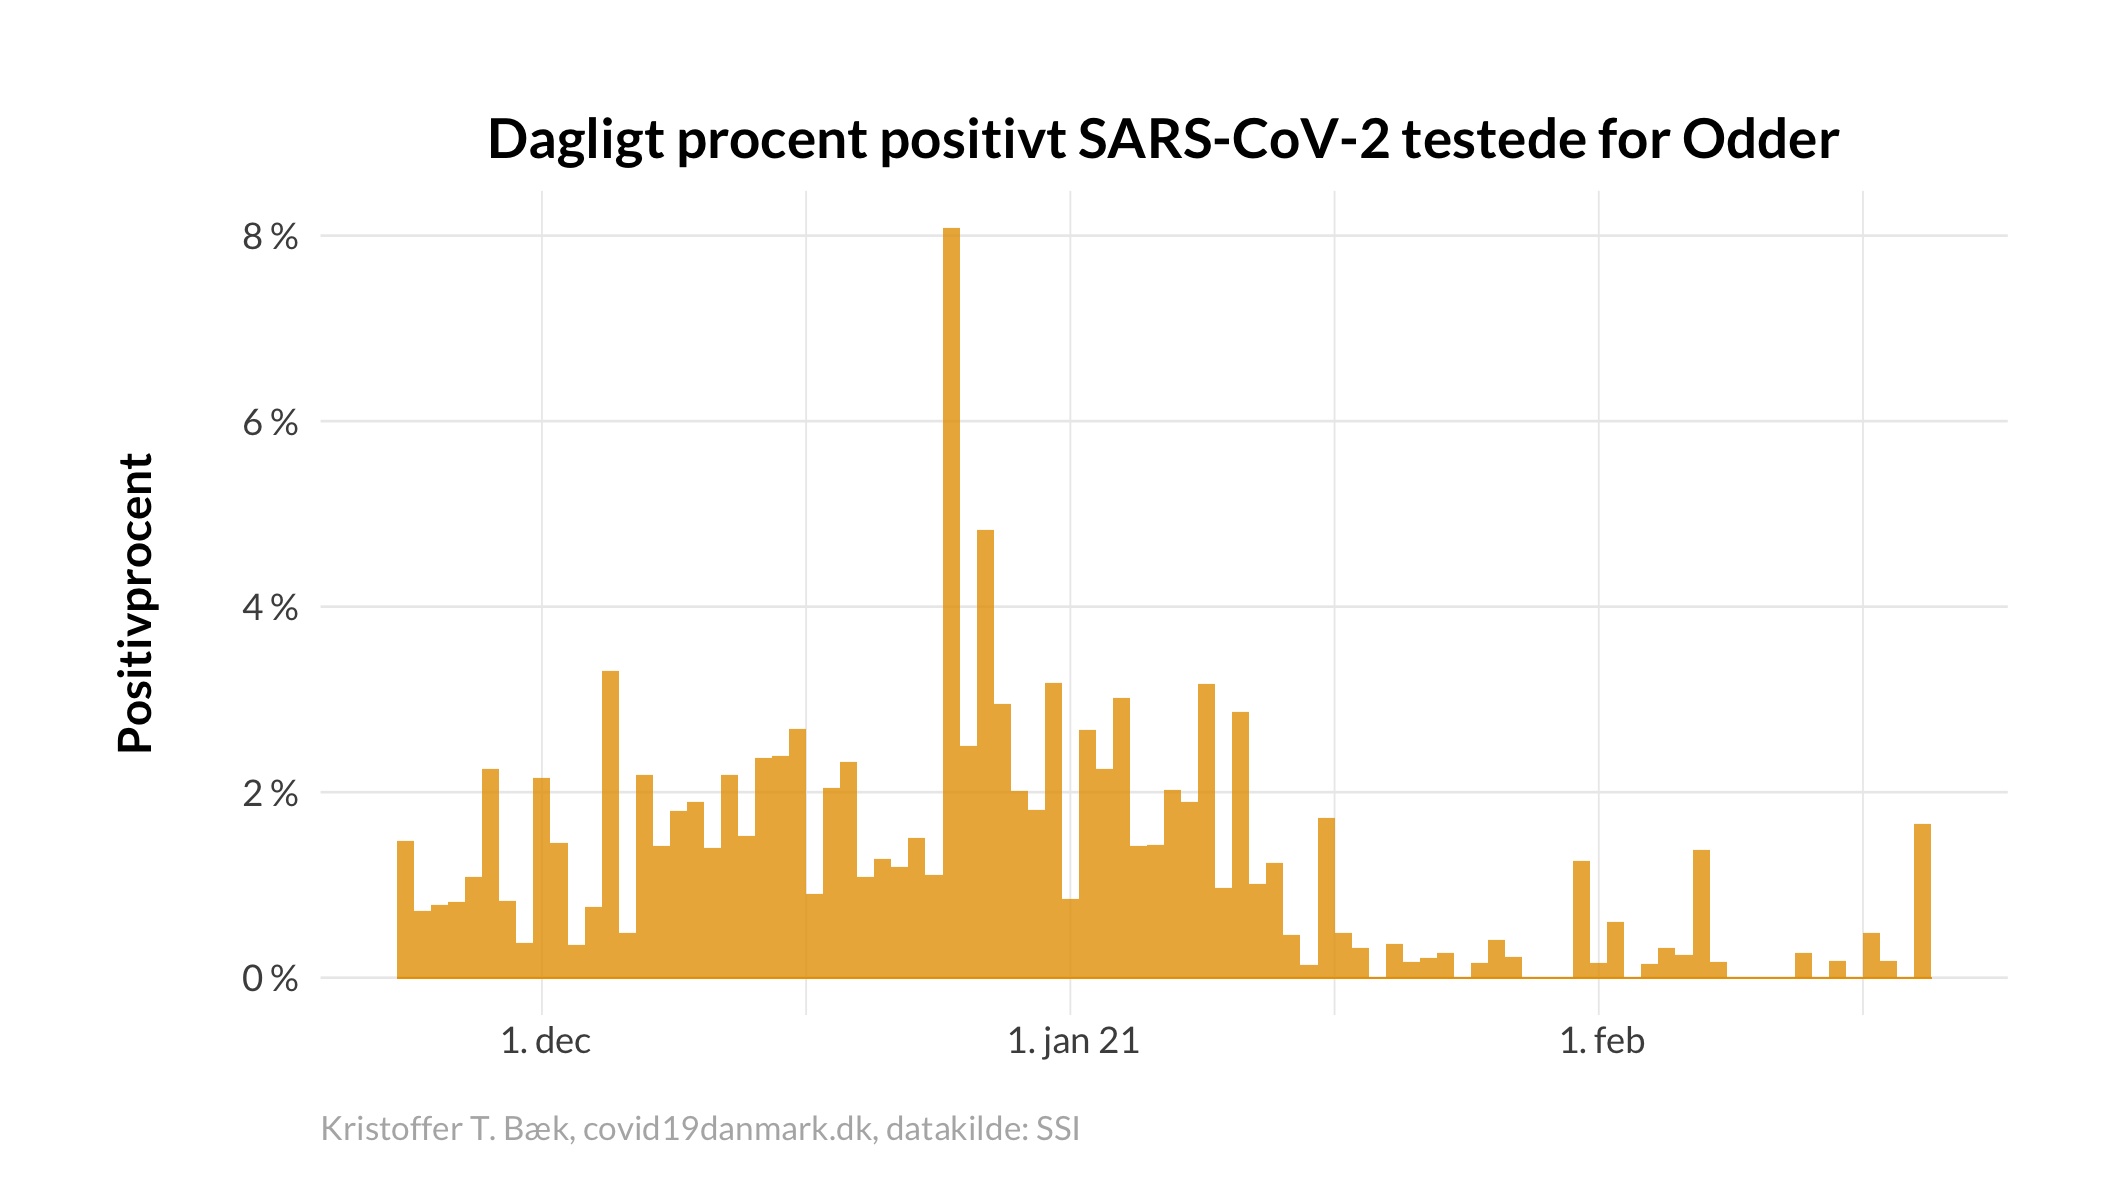 Dagligt procent positivt SARS-CoV-2 testede for Odder
Positivprocent
8 %
6 %
4 %
2 %
0 %
1. dec
1. jan 21
1. feb
Kristoffer T. Bæk, covid19danmark.dk, datakilde: SSI